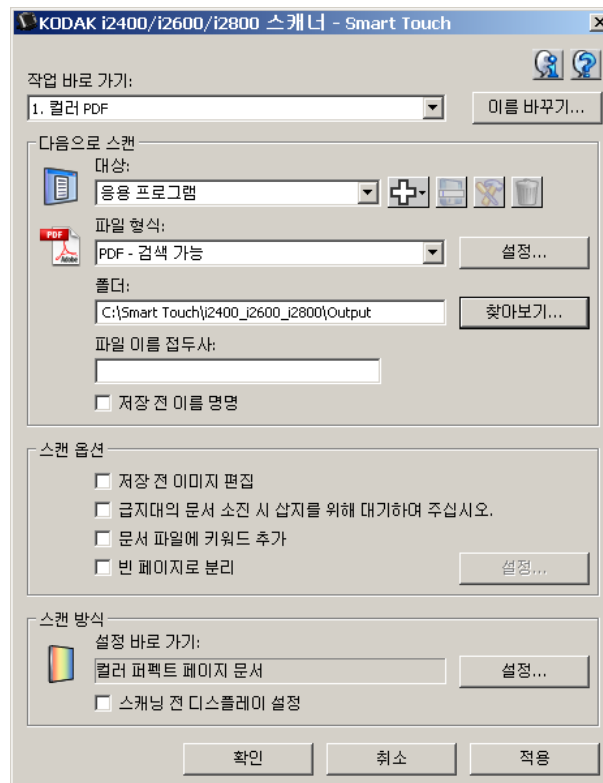 KODAK i2400/i2600/i2800 스캐너 - Smart Touch
작업 바로 가기:
1. 컬러 PDF
이름 바꾸기...
다음으로 스캔
대상:
응용 프로그램
파일 형식:
PDF
Adobe
PDF - 검색 가능
설정...
폴더:
C:\Smart Touch\i2400_i2600_i2800\Output
찾아보기...
파일 이름 접두사:
저장 전 이름 명명
스캔 옵션
저장 전 이미지 편집
급지대의 문서 소진 시 삽지를 위해 대기하여 주십시오.
문서 파일에 키워드 추가
빈 페이지로 분리
설정...
스캔 방식
설정 바로 가기:
컬러 퍼펙트 페이지 문서
설정...
스캐닝 전 디스플레이 설정
확인
취소
적용